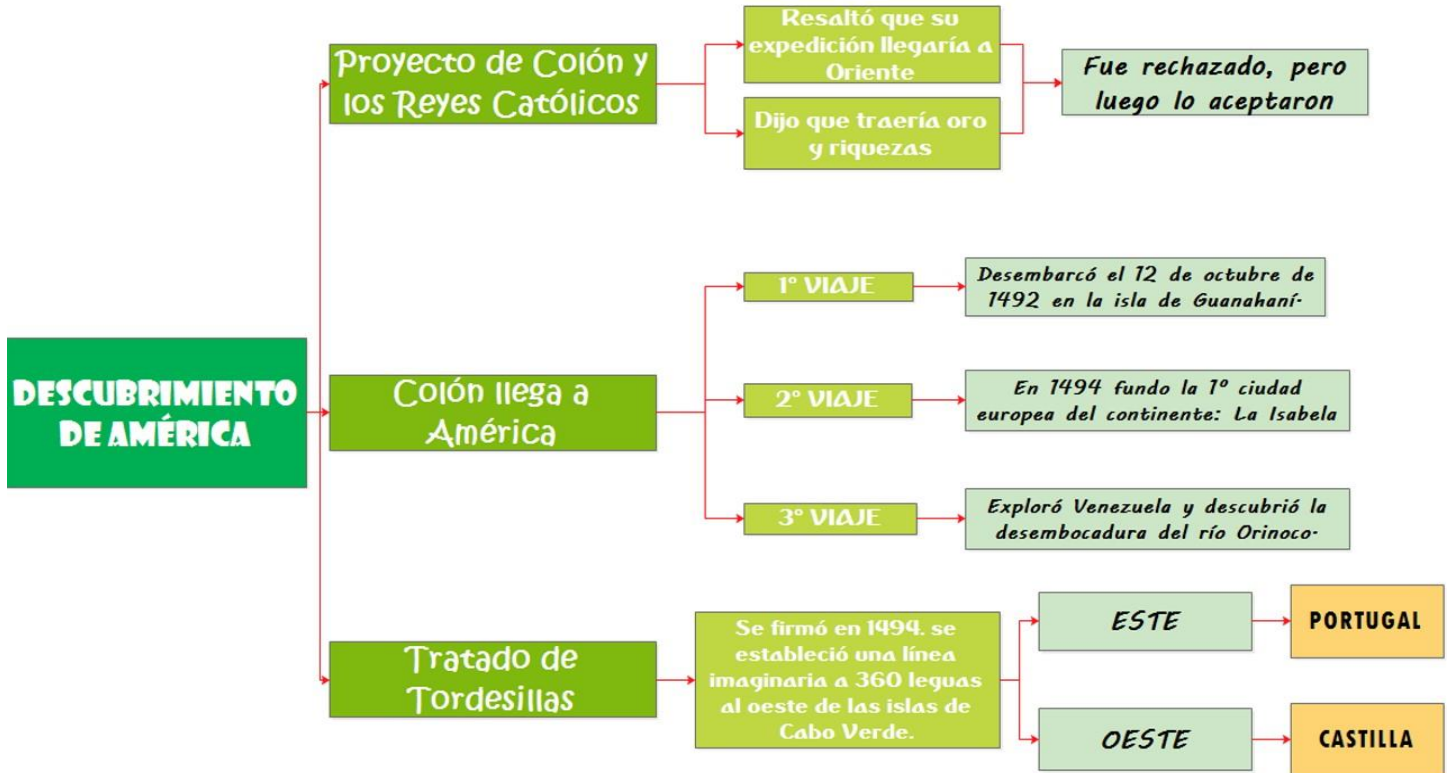 DESCUBRIMIENTO
DE AMÉRICA
Proyecto de Colón y
los Reyes Católicos
Resaltó que su
expedición llegaría a
Oriente
Dijo que traería oro
y riquezas
Fue rechazado, pero
luego lo aceptaron
Colón llega a
América
1º VIAJE
Desembarcó el 12 de octubre de
1492 en la isla de Guanahaní.
2º VIAJE
En 1494 fundo la 1º ciudad
europea del continente: La Isabela
3º VIAJE
Exploró Venezuela y descubrió la
desembocadura del río Orinoco.
Tratado de
Tordesillas
Se firmó en 1494. se
estableció una línea
imaginaria a 360 leguas
al oeste de las islas de
Cabo Verde.
ESTE
PORTUGAL
OESTE
CASTILLA